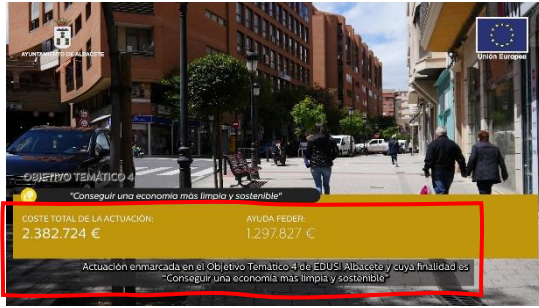 AYUNTAMIENTO DE ALBACETE
Unión Europea
OBJETIVO TEMÁTICO 4
"Conseguir una economía más limpia y sostenible"
COSTE TOTAL DE LA ACTUACIÓN:
2.382.724 €
AYUDA FEDER:
1.297.827 €
Actuación enmarcada en el Objetivo Temático 4 de EDUSI Albacete y cuya finalidad es
"Conseguir una economía más limpia y sostenible"